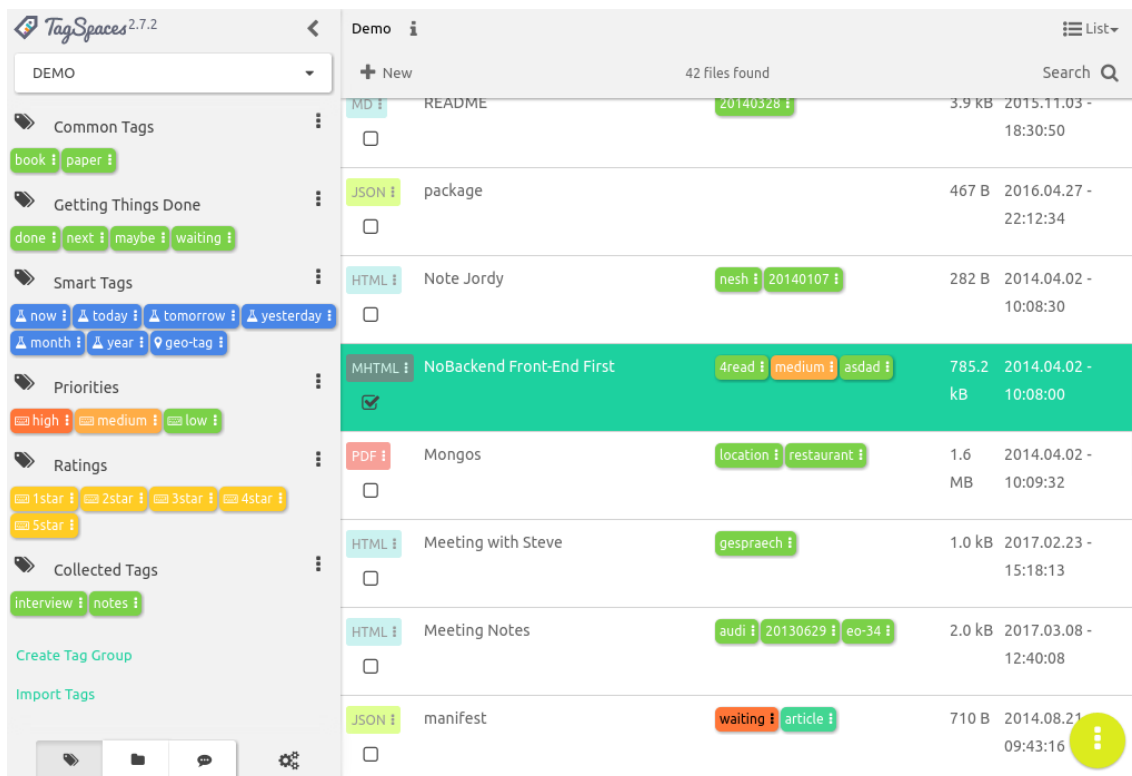 TagSpaces 2.7.2
DEMO
Common Tags
book paper
Getting Things Done
done next maybe waiting
Smart Tags
now today tomorrow yesterday
month year geo-tag
Priorities
high medium low
Ratings
1star 2star 3star 4star
5star
Collected Tags
interview notes
Create Tag Group
Import Tags
Demo List
New 42 files found Search
MD README 20140328 3.9 kB 2015.11.03 -
18:30:50
JSON package 467 B 2016.04.27 -
22:12:34
HTML Note Jordy nesh 20140107 282 B 2014.04.02 -
10:08:30
MHTML NoBackend Front-End First 4read medium asdad 785.2 2014.04.02 -
kB 10:08:00
PDF Mongos location restaurant 1.6 2014.04.02 -
MB 10:09:32
HTML Meeting with Steve gespraech 1.0 kB 2017.02.23 -
15:18:13
HTML Meeting Notes audi 20130629 eo-34 2.0 kB 2017.03.08 -
12:40:08
JSON manifest waiting article 710 B 2014.08.21
09:43:16